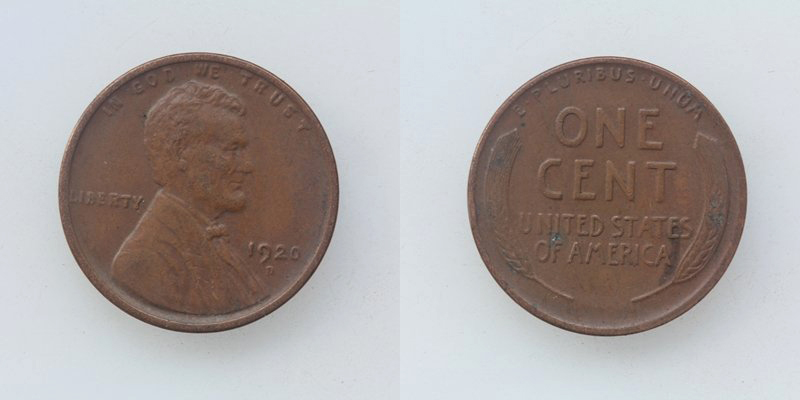 IN GOD WE TRUST
LIBERTY
1920
D
E·PLURIBUS·UNUM
ONE
CENT
UNITED STATES
OF AMERICA